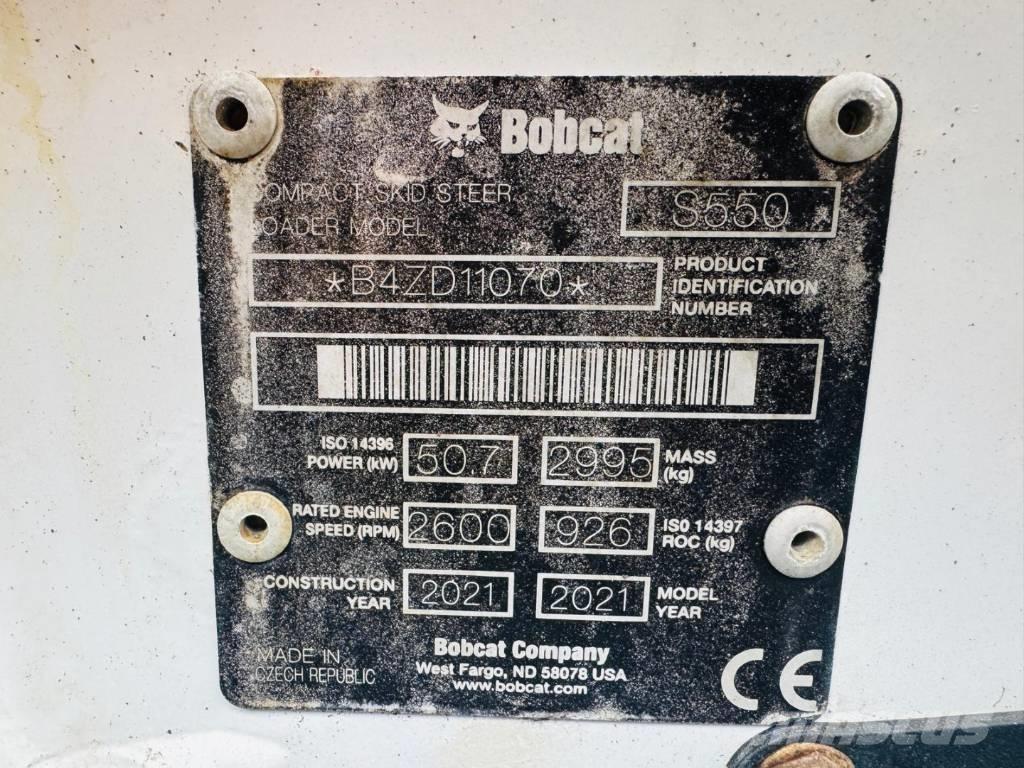 Bobcat
COMPACT SKID STEER
LOADER MODEL
S550
*B4ZD11070*
PRODUCT
IDENTIFICATION
NUMBER
ISO 14396
POWER (kW)
50.7
2995
MASS
(kg)
RATED ENGINE
SPEED (RPM)
2600
926
ISO 14397
ROC (kg)
CONSTRUCTION
YEAR
2021
2021
MODEL
YEAR
MADE IN
CZECH REPUBLIC
Bobcat Company
West Fargo, ND 58078 USA
www.bobcat.com
CE
MASCUS